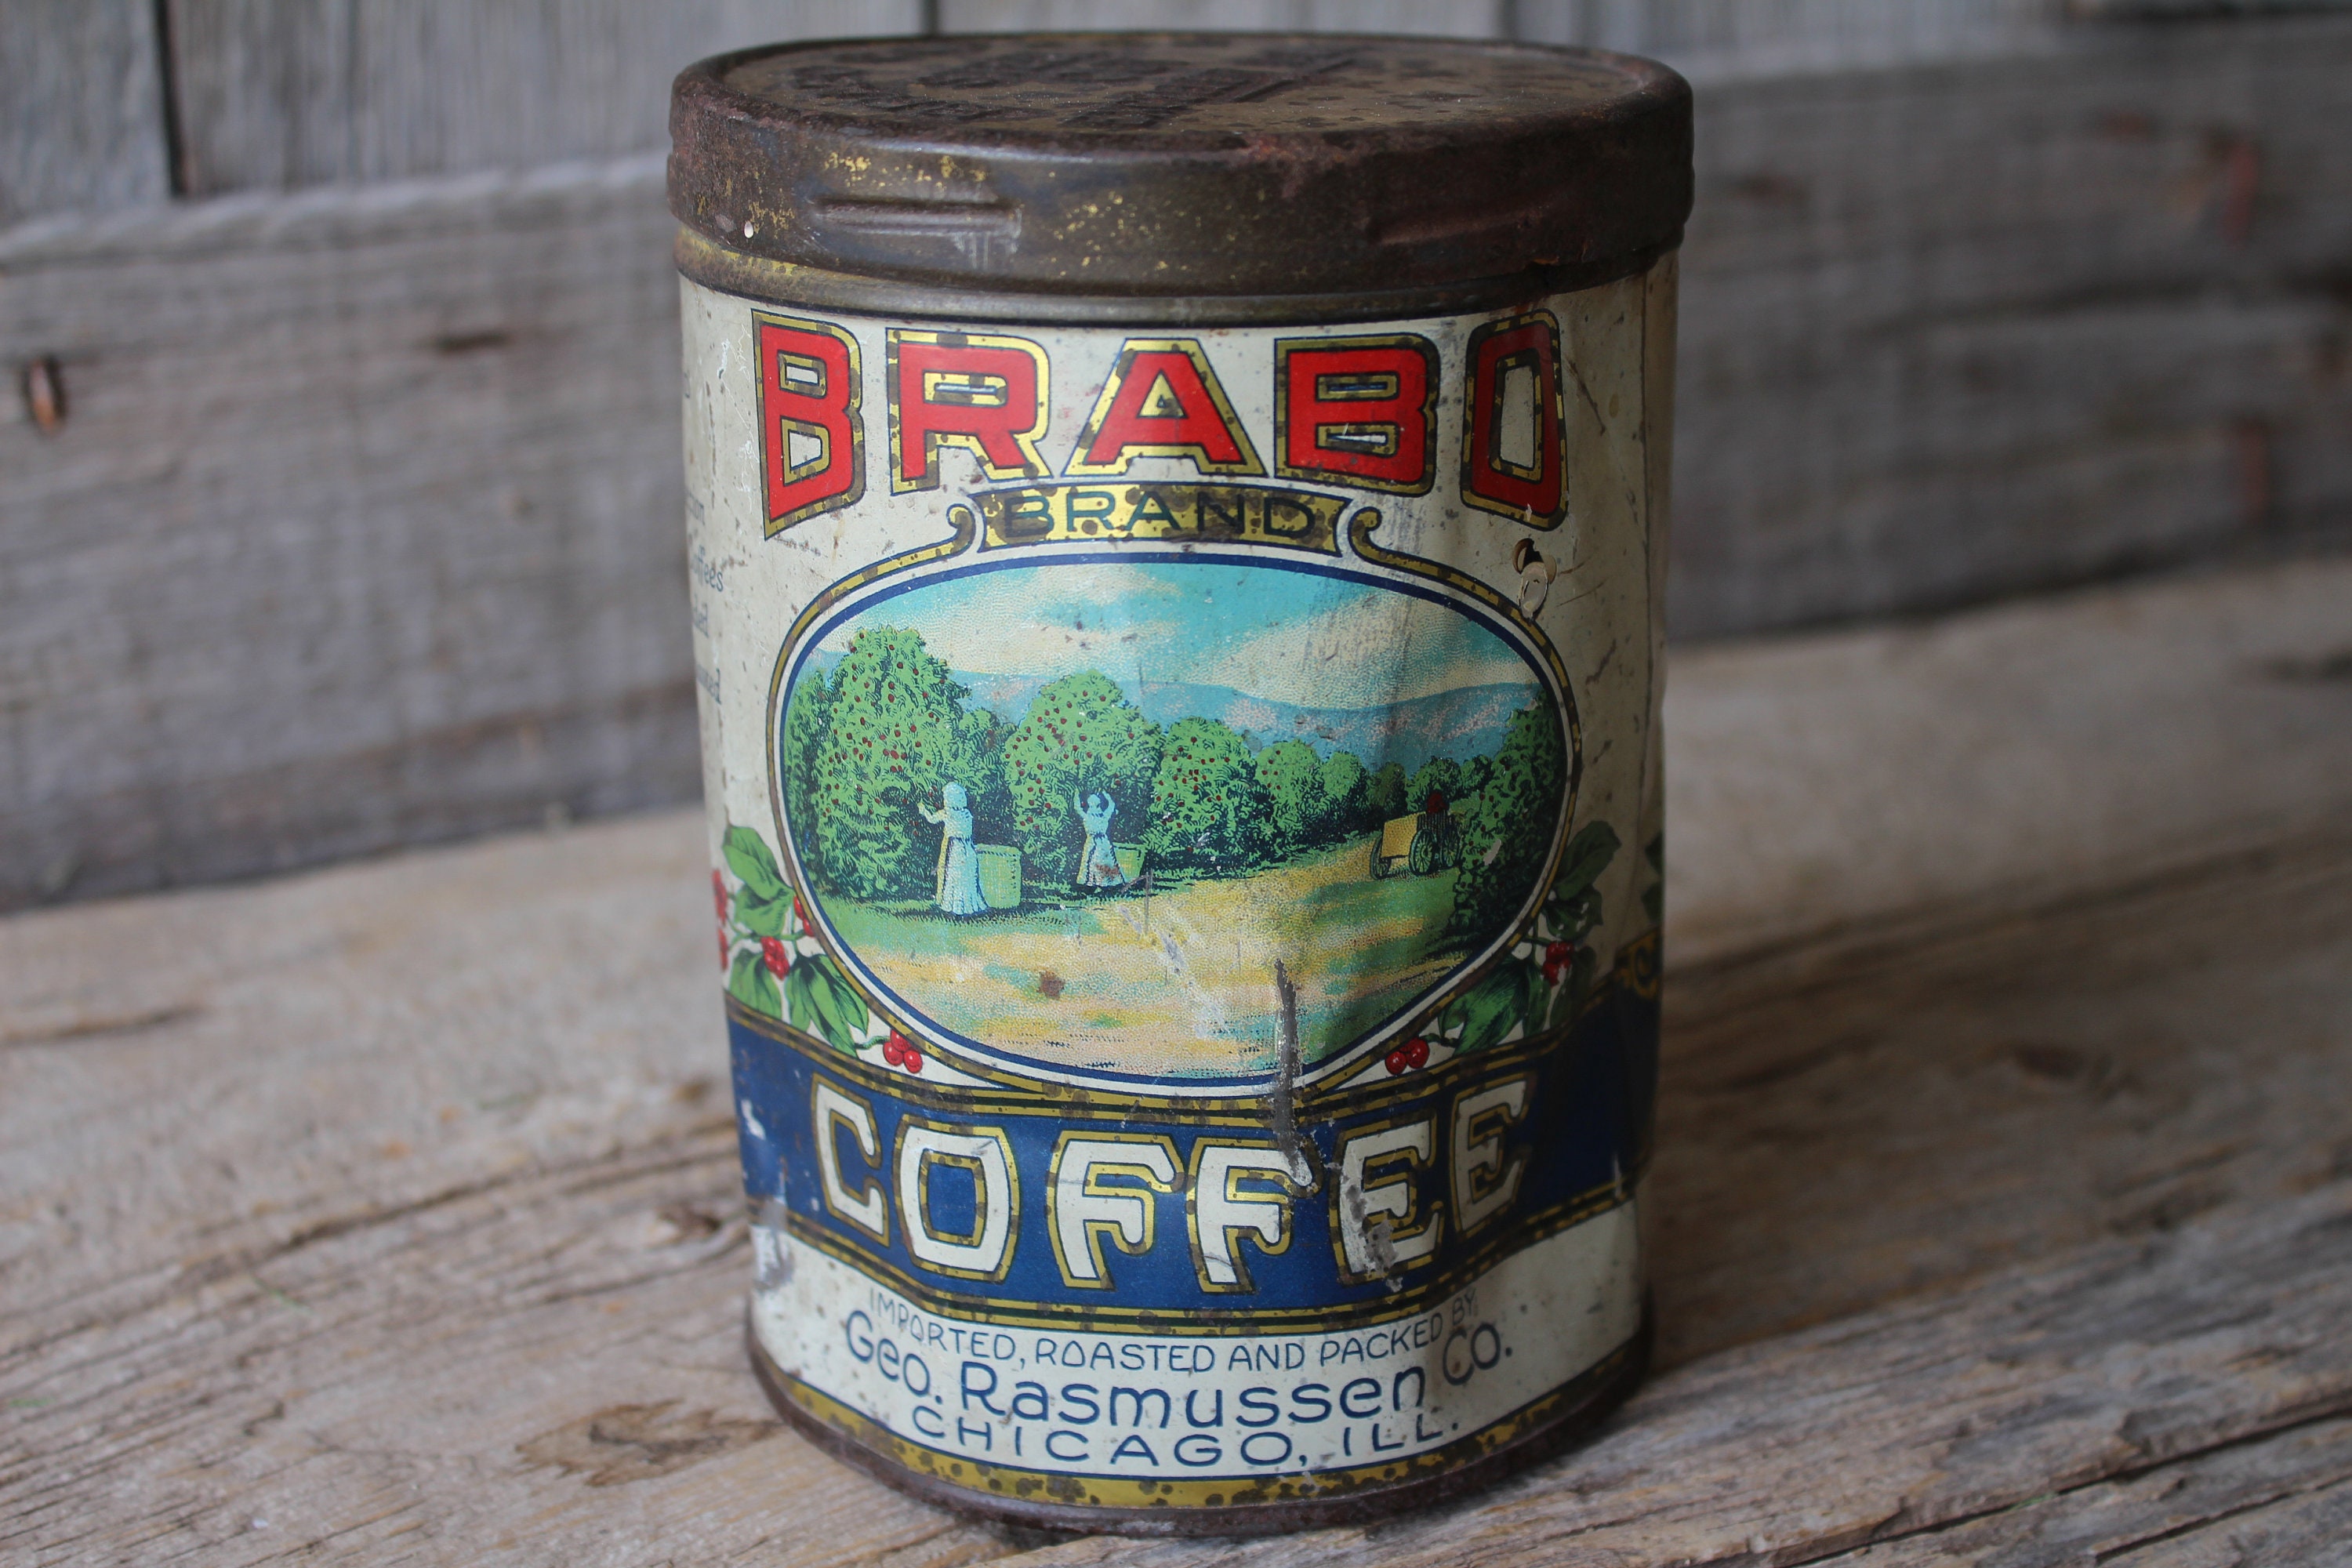 BRABO
BRAND
COFFEE
IMPORTED, ROASTED AND PACKED BY
Geo. Rasmussen Co.
CHICAGO, ILL.